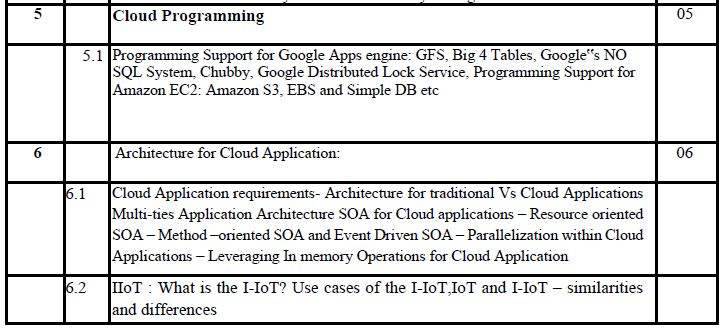 5 Cloud Programming 05
5.1 Programming Support for Google Apps engine: GFS, Big 4 Tables, Google‟s NO
SQL System, Chubby, Google Distributed Lock Service, Programming Support for
Amazon EC2: Amazon S3, EBS and Simple DB etc
6 Architecture for Cloud Application: 06
6.1 Cloud Application requirements- Architecture for traditional Vs Cloud Applications
Multi-ties Application Architecture SOA for Cloud applications – Resource oriented
SOA – Method –oriented SOA and Event Driven SOA – Parallelization within Cloud
Applications – Leveraging In memory Operations for Cloud Application
6.2 IIoT : What is the I-IoT? Use cases of the I-IoT,IoT and I-IoT – similarities
and differences